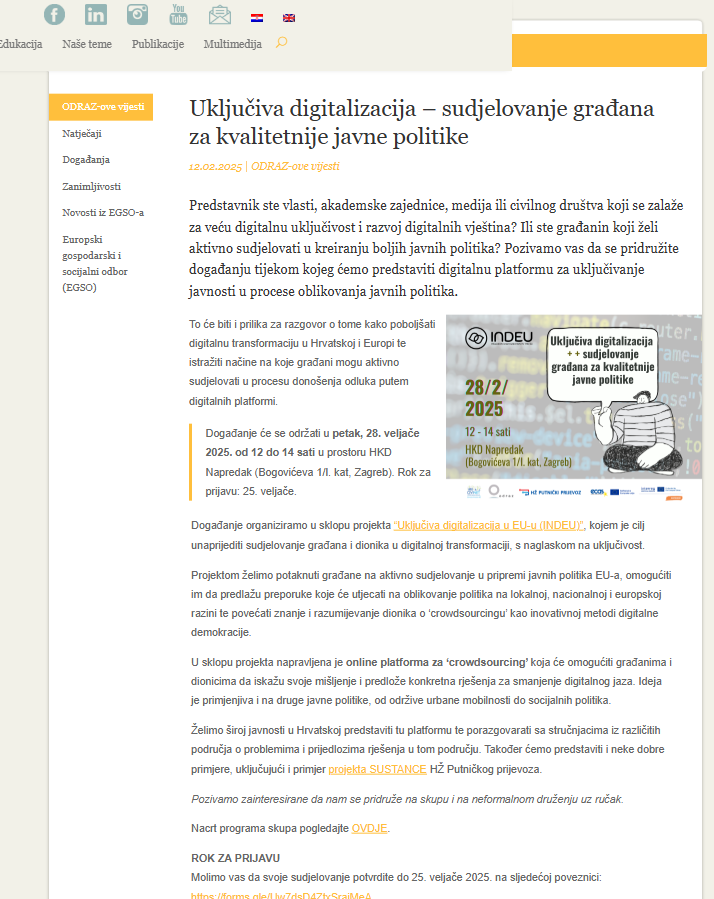 Edukacija Naše teme Publikacije Multimedija
ODRAZ-ove vijesti
Natječaji
Događanja
Zanimljivosti
Novosti iz EGSO-a
Europski
gospodarski i
socijalni odbor
(EGSO)
Uključiva digitalizacija – sudjelovanje građana
za kvalitetnije javne politike
12.02.2025 | ODRAZ-ove vijesti
Predstavnik ste vlasti, akademske zajednice, medija ili civilnog društva koji se zalaže
za veću digitalnu uključivost i razvoj digitalnih vještina? Ili ste građanin koji želi
aktivno sudjelovati u kreiranju boljih javnih politika? Pozivamo vas da se pridružite
događanju tijekom kojeg ćemo predstaviti digitalnu platformu za uključivanje
javnosti u procese oblikovanja javnih politika.
To će biti i prilika za razgovor o tome kako poboljšati
digitalnu transformaciju u Hrvatskoj i Europi te
istražiti načine na koje građani mogu aktivno
sudjelovati u procesu donošenja odluka putem
digitalnih platformi.
Događanje će se održati u petak, 28. veljače
2025. od 12 do 14 sati u prostoru HKD
Napredak (Bogovićeva 1/I. kat, Zagreb). Rok za
prijavu: 25. veljače.
INDEU
Uključiva digitalizacija
++ sudjelovanje
građana za kvalitetnije
javne politike
28/2/
2025
12 - 14 sati
HKD Napredak
(Bogovićeva 1/I. kat, Zagreb)
HŽ PUTNIČKI PRIJEVOZ
Događanje organiziramo u sklopu projekta “Uključiva digitalizacija u EU-u (INDEU)”, kojem je cilj
unaprijediti sudjelovanje građana i dionika u digitalnoj transformaciji, s naglaskom na uključivost.
Projektom želimo potaknuti građane na aktivno sudjelovanje u pripremi javnih politika EU-a, omogućiti
im da predlažu preporuke koje će utjecati na oblikovanje politika na lokalnoj, nacionalnoj i europskoj
razini te povećati znanje i razumijevanje dionika o ‘crowdsourcingu’ kao inovativnoj metodi digitalne
demokracije.
U sklopu projekta napravljena je online platforma za ‘crowdsourcing’ koja će omogućiti građanima i
dionicima da iskažu svoje mišljenje i predlože konkretna rješenja za smanjenje digitalnog jaza. Ideja
je primjenjiva i na druge javne politike, od održive urbane mobilnosti do socijalnih politika.
Želimo široj javnosti u Hrvatskoj predstaviti tu platformu te porazgovarati sa stručnjacima iz različitih
područja o problemima i prijedlozima rješenja u tom području. Također ćemo predstaviti i neke dobre
primjere, uključujući i primjer projekta SUSTANCE HŽ Putničkog prijevoza.
Pozivamo zainteresirane da nam se pridruže na skupu i na neformalnom druženju uz ručak.
Nacrt programa skupa pogledajte OVDJE.
ROK ZA PRIJAVU
Molimo vas da svoje sudjelovanje potvrdite do 25. veljače 2025. na sljedećoj poveznici: